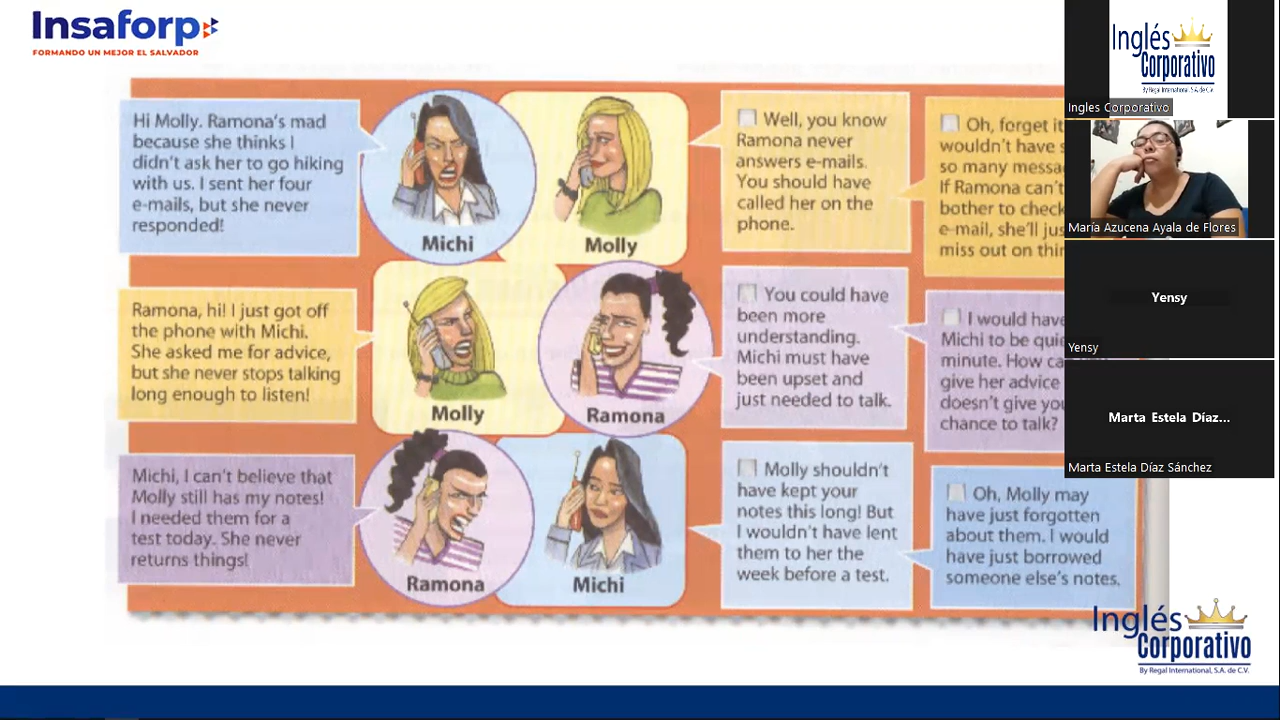 Insaforp
FORMANDO UN MEJOR EL SALVADOR
Hi Molly. Ramona's mad
because she thinks I
didn't ask her to go hiking
with us. I sent her four
e-mails, but she never
responded!
Michi
Molly
Well, you know
Ramona never
answers e-mails.
You should have
called her on the
phone.
Oh, forget it
wouldn't have s
so many messa
If Ramona can't
bother to check
e-mail, she'll jus
miss out on thin
Ramona, hi! I just got off
the phone with Michi.
She asked me for advice,
but she never stops talking
long enough to listen!
Molly
Ramona
You could have
been more
understanding.
Michi must have
been upset and
just needed to talk.
I would have
Michi to be quie
minute. How ca
give her advice
doesn't give you
chance to talk?
Michi, I can't believe that
Molly still has my notes!
I needed them for a
test today. She never
returns things!
Ramona
Michi
Molly shouldn't
have kept your
notes this long! But
I wouldn't have lent
them to her the
week before a test.
Oh, Molly may
have just forgotten
about them. I would
have just borrowed
someone else's notes.
Inglés
Corporativo
By Regal International, S.A. de C.V.
Ingles Corporativo
María Azucena Ayala de Flores
Yensy
Yensy
Marta Estela Díaz...
Marta Estela Díaz Sánchez
Inglés
Corporativo
By Regal International, S.A. de C.V.